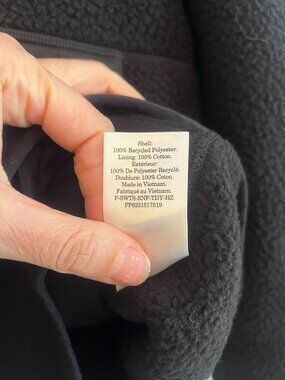 Shell:
100% Recycled Polyester.
Lining: 100% Cotton.
Extérieur:
100% De Polyester Recyclé.
Doublure: 100% Coton.
Made in Vietnam.
Fabriqué au Vietnam.
F-SWTS-RNF-TDY-HZ
PP6231517519